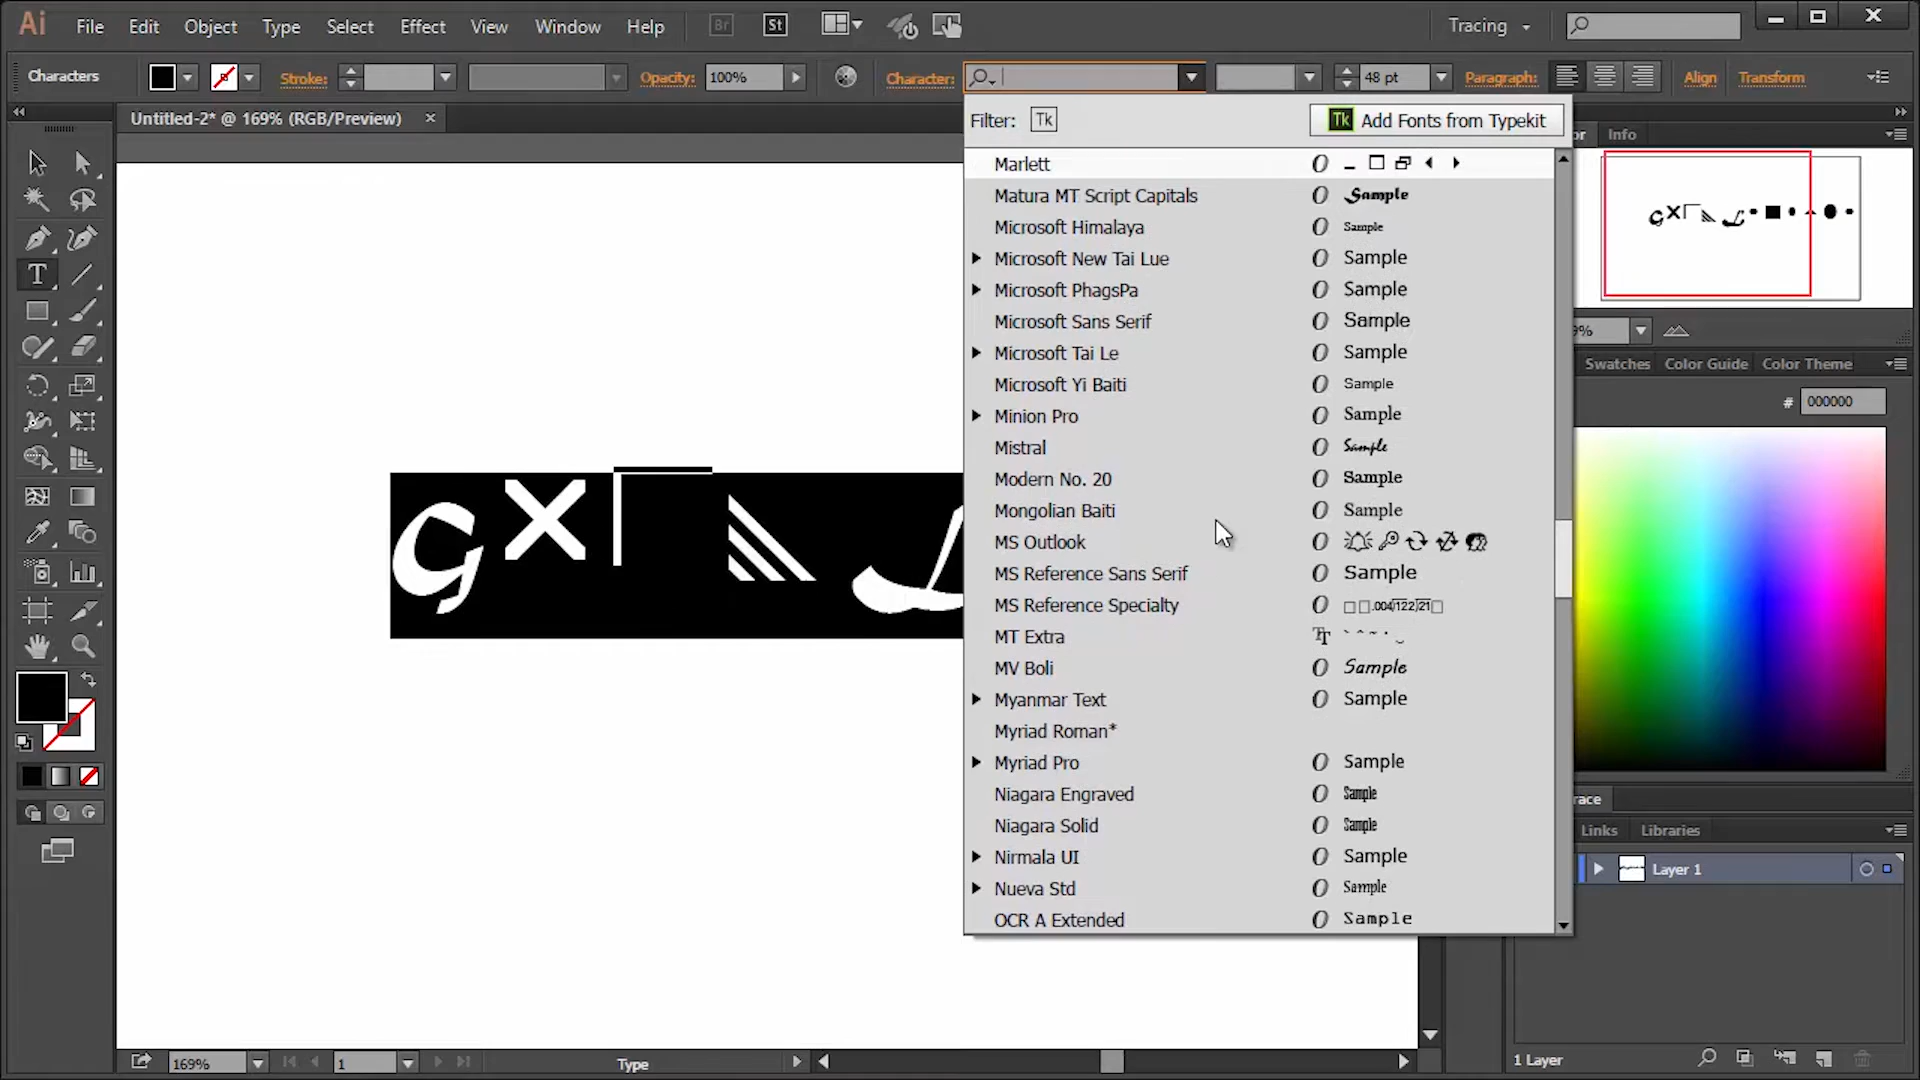 Ai File Edit Object Type Select Effect View Window Help Br St Tracing
Characters Stroke: Opacity: 100% Character: 48 pt Paragraph: Align Transform
Untitled-2* @ 169% (RGB/Preview)
Filter: Tk Tk Add Fonts from Typekit
Info
Marlett
Matura MT Script Capitals Sample
Microsoft Himalaya Sample
Microsoft New Tai Lue Sample
Microsoft PhagsPa Sample
Microsoft Sans Serif Sample
Microsoft Tai Le Sample
Microsoft Yi Baiti Sample
Minion Pro Sample
Mistral Sample
Modern No. 20 Sample
Mongolian Baiti Sample
MS Outlook
MS Reference Sans Serif Sample
MS Reference Specialty
MT Extra
MV Boli Sample
Myanmar Text Sample
Myriad Roman*
Myriad Pro Sample
Niagara Engraved Sample
Niagara Solid Sample
Nirmala UI Sample
Nueva Std Sample
OCR A Extended Sample
Swatches Color Guide Color Theme
# 000000
Links Libraries
Layer 1
169% 1 Type
1 Layer